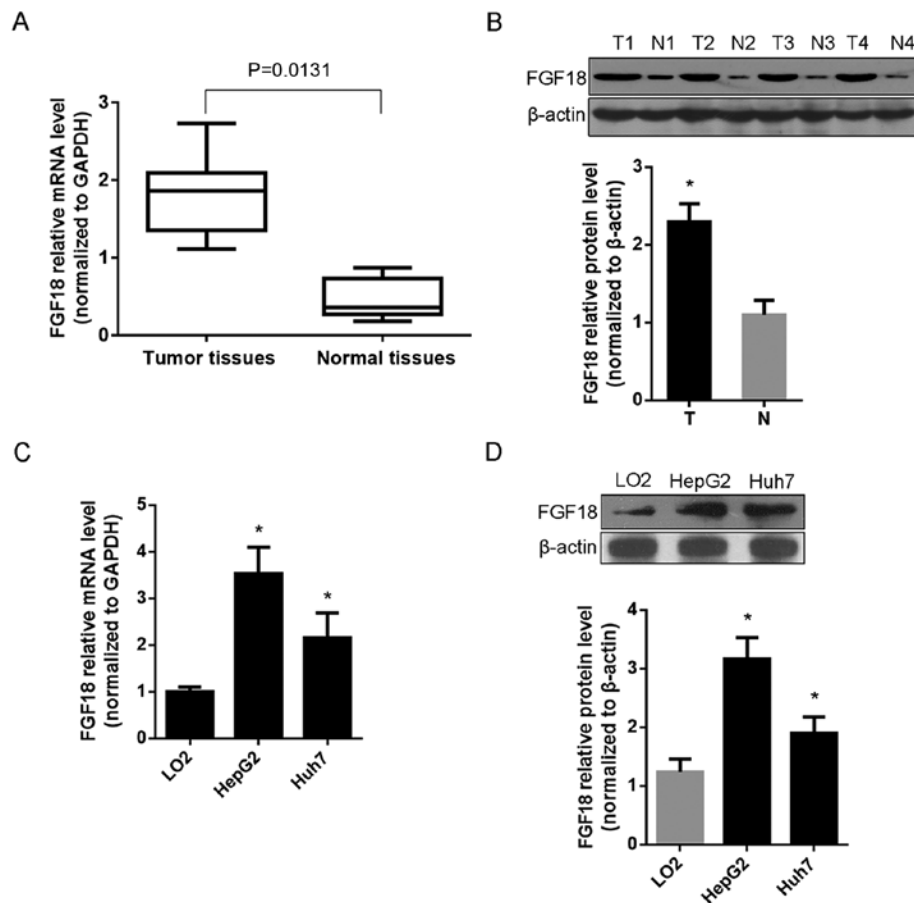 A
P=0.0131
FGF18 relative mRNA level
(normalized to GAPDH)
3
2
1
0
Tumor tissues Normal tissues
B
T1 N1 T2 N2 T3 N3 T4 N4
FGF18
β-actin
FGF18 relative protein level
(normalized to β-actin)
3
2
1
0
*
T N
C
FGF18 relative mRNA level
(normalized to GAPDH)
5
4
3
2
1
0
*
*
LO2 HepG2 Huh7
D
LO2 HepG2 Huh7
FGF18
β-actin
FGF18 relative protein level
(normalized to β-actin)
4
3
2
1
0
*
*
LO2 HepG2 Huh7